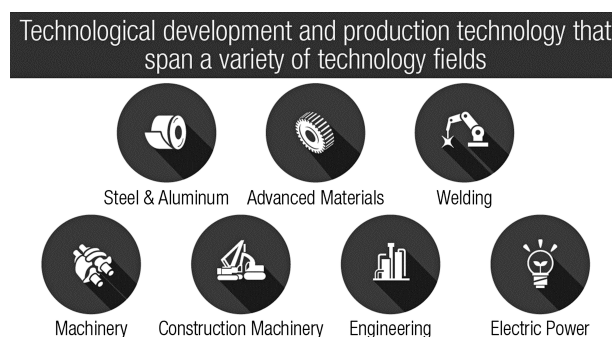 Technological development and production technology that
span a variety of technology fields
Steel & Aluminum
Advanced Materials
Welding
Machinery
Construction Machinery
Engineering
Electric Power